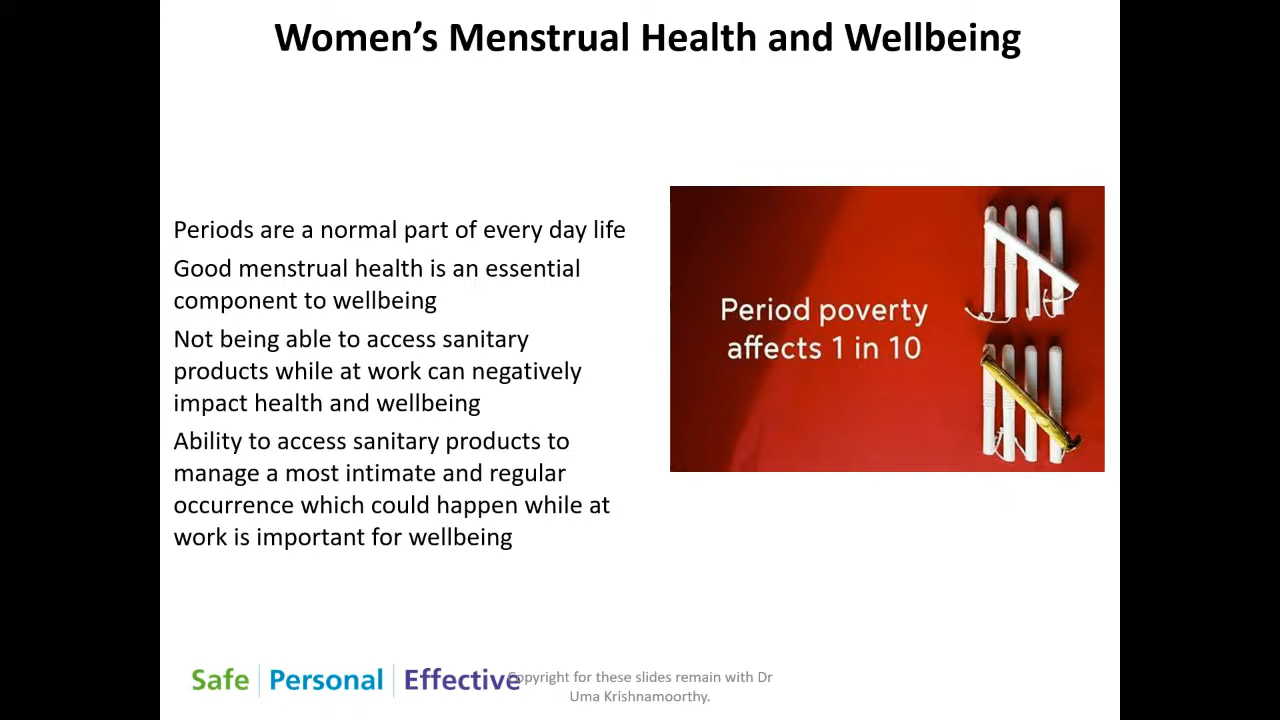 Women’s Menstrual Health and Wellbeing
Periods are a normal part of every day life
Good menstrual health is an essential
component to wellbeing
Not being able to access sanitary
products while at work can negatively
impact health and wellbeing
Ability to access sanitary products to
manage a most intimate and regular
occurrence which could happen while at
work is important for wellbeing
Period poverty
affects 1 in 10
Safe Personal Effective
Copyright for these slides remain with Dr
Uma Krishnamoorthy.